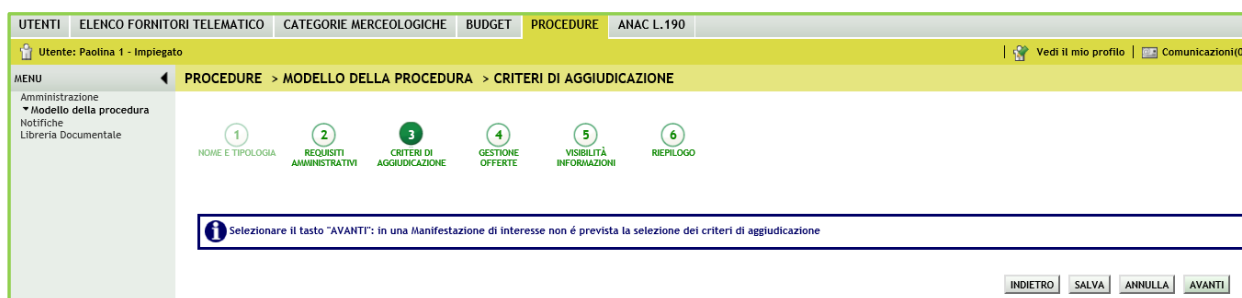 UTENTI ELENCO FORNITORI TELEMATICO CATEGORIE MERCEOLOGICHE BUDGET PROCEDURE ANAC L.190
Utente: Paolina 1 - Impiegato | Vedi il mio profilo | Comunicazioni(0
MENU PROCEDURE > MODELLO DELLA PROCEDURA > CRITERI DI AGGIUDICAZIONE
Amministrazione
Modello della procedura
Notifiche
Libreria Documentale
1 2 3 4 5 6
NOME E TIPOLOGIA REQUISITI CRITERI DI GESTIONE VISIBILITÀ RIEPILOGO
AMMINISTRATIVI AGGIUDICAZIONE OFFERTE INFORMAZIONI
Selezionare il tasto "AVANTI": in una Manifestazione di interesse non é prevista la selezione dei criteri di aggiudicazione
INDIETRO SALVA ANNULLA AVANTI